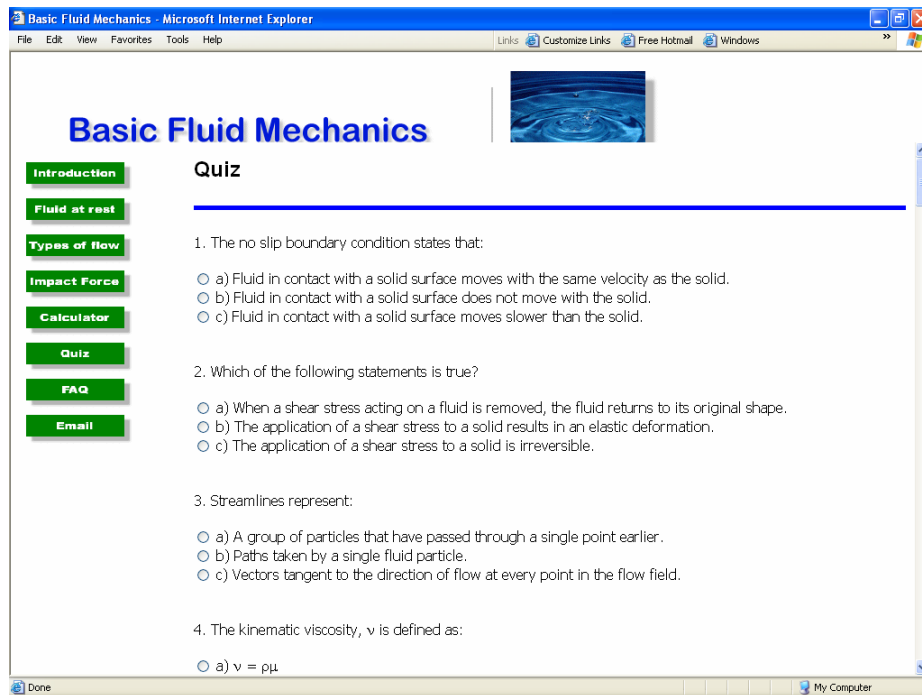 Basic Fluid Mechanics - Microsoft Internet Explorer
File Edit View Favorites Tools Help
Links Customize Links Free Hotmail Windows »
Basic Fluid Mechanics
Introduction
Fluid at rest
Types of flow
Impact Force
Calculator
Quiz
FAQ
Email
Quiz
1. The no slip boundary condition states that:
a) Fluid in contact with a solid surface moves with the same velocity as the solid.
b) Fluid in contact with a solid surface does not move with the solid.
c) Fluid in contact with a solid surface moves slower than the solid.
2. Which of the following statements is true?
a) When a shear stress acting on a fluid is removed, the fluid returns to its original shape.
b) The application of a shear stress to a solid results in an elastic deformation.
c) The application of a shear stress to a solid is irreversible.
3. Streamlines represent:
a) A group of particles that have passed through a single point earlier.
b) Paths taken by a single fluid particle.
c) Vectors tangent to the direction of flow at every point in the flow field.
4. The kinematic viscosity, ν is defined as:
a) ν = ρμ
Done
My Computer